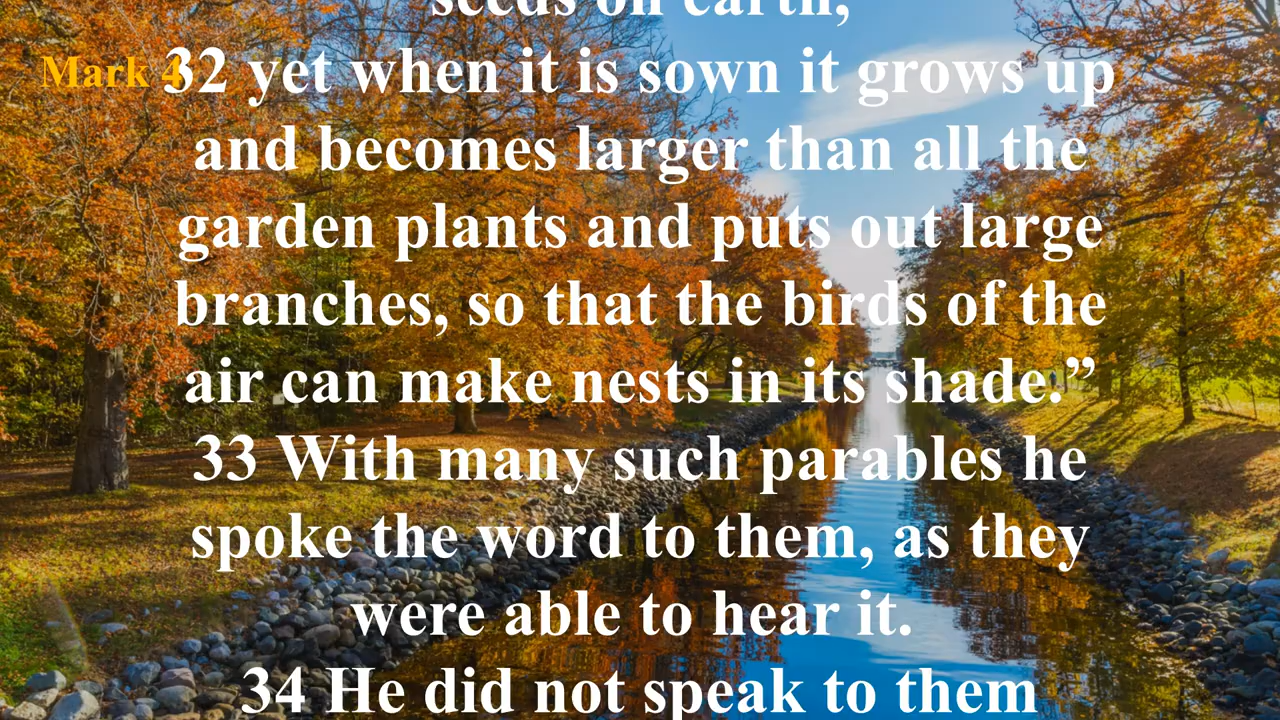 seeds on earth,
Mark 4
32 yet when it is sown it grows up
and becomes larger than all the
garden plants and puts out large
branches, so that the birds of the
air can make nests in its shade.”
33 With many such parables he
spoke the word to them, as they
were able to hear it.
34 He did not speak to them